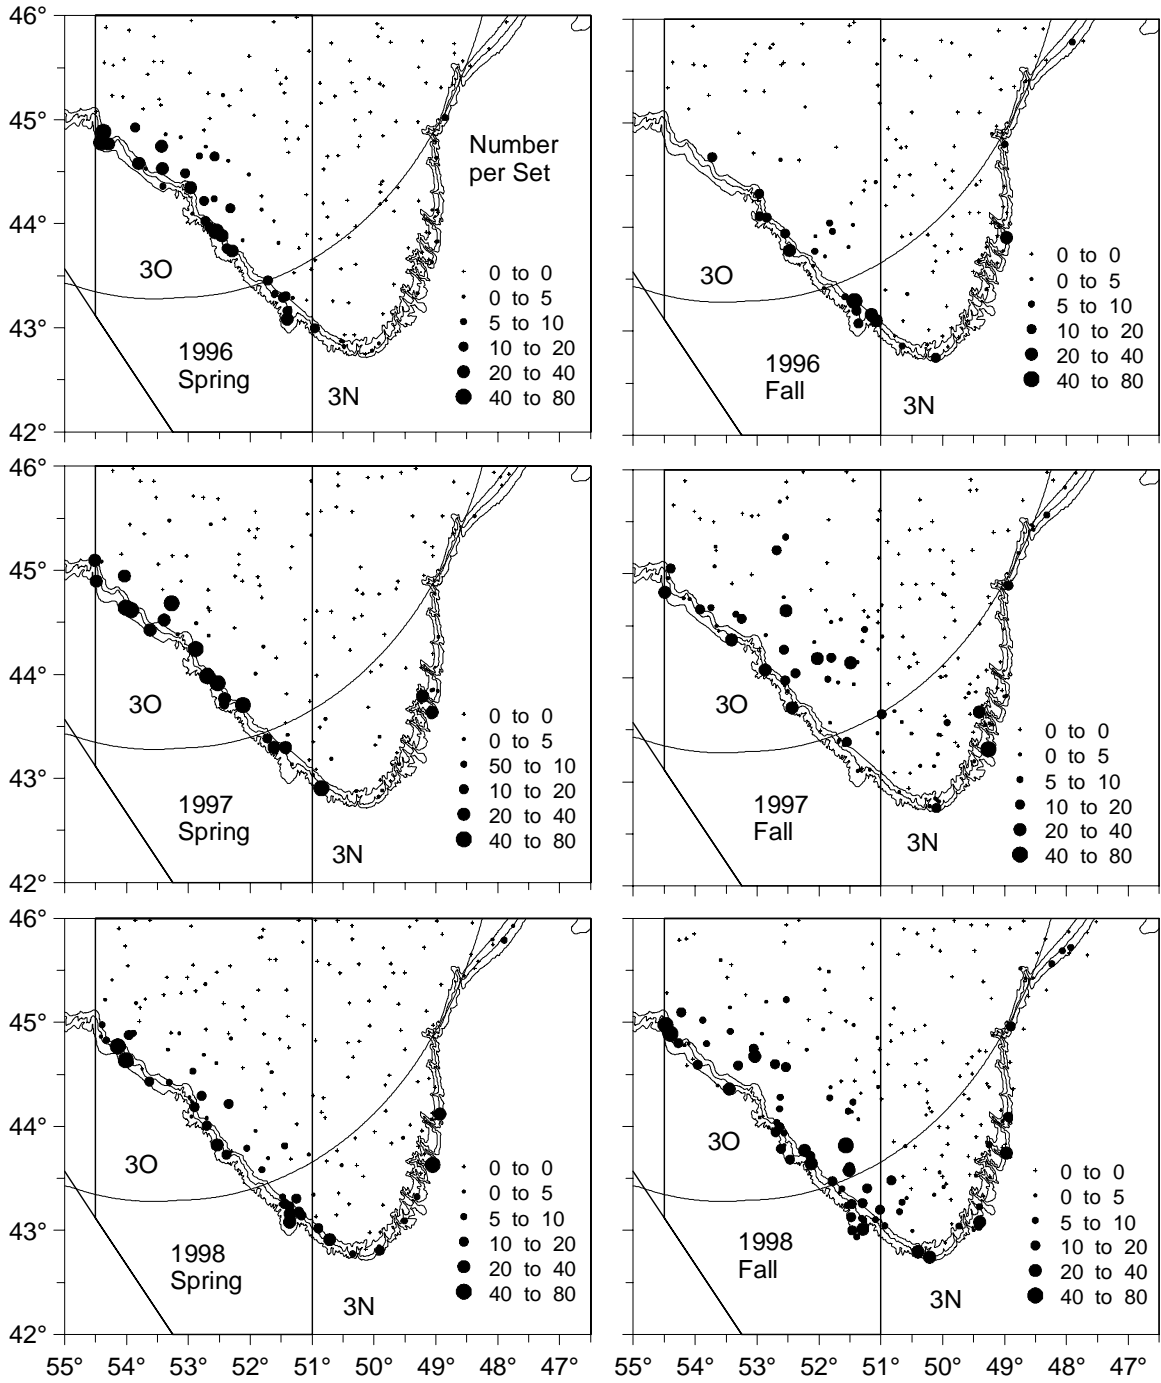 46°
45°
44°
43°
42°
Number
per Set
3O
1996
Spring
3N
0 to 0
0 to 5
5 to 10
10 to 20
20 to 40
40 to 80
3O
1996
Fall
3N
0 to 0
0 to 5
5 to 10
10 to 20
20 to 40
40 to 80
46°
45°
44°
43°
42°
3O
1997
Spring
3N
0 to 0
0 to 5
50 to 10
10 to 20
20 to 40
40 to 80
3O
1997
Fall
3N
0 to 0
0 to 5
5 to 10
10 to 20
20 to 40
40 to 80
46°
45°
44°
43°
42°
3O
1998
Spring
3N
0 to 0
0 to 5
5 to 10
10 to 20
20 to 40
40 to 80
3O
1998
Fall
3N
0 to 0
0 to 5
5 to 10
10 to 20
20 to 40
40 to 80
55° 54° 53° 52° 51° 50° 49° 48° 47°
55° 54° 53° 52° 51° 50° 49° 48° 47°